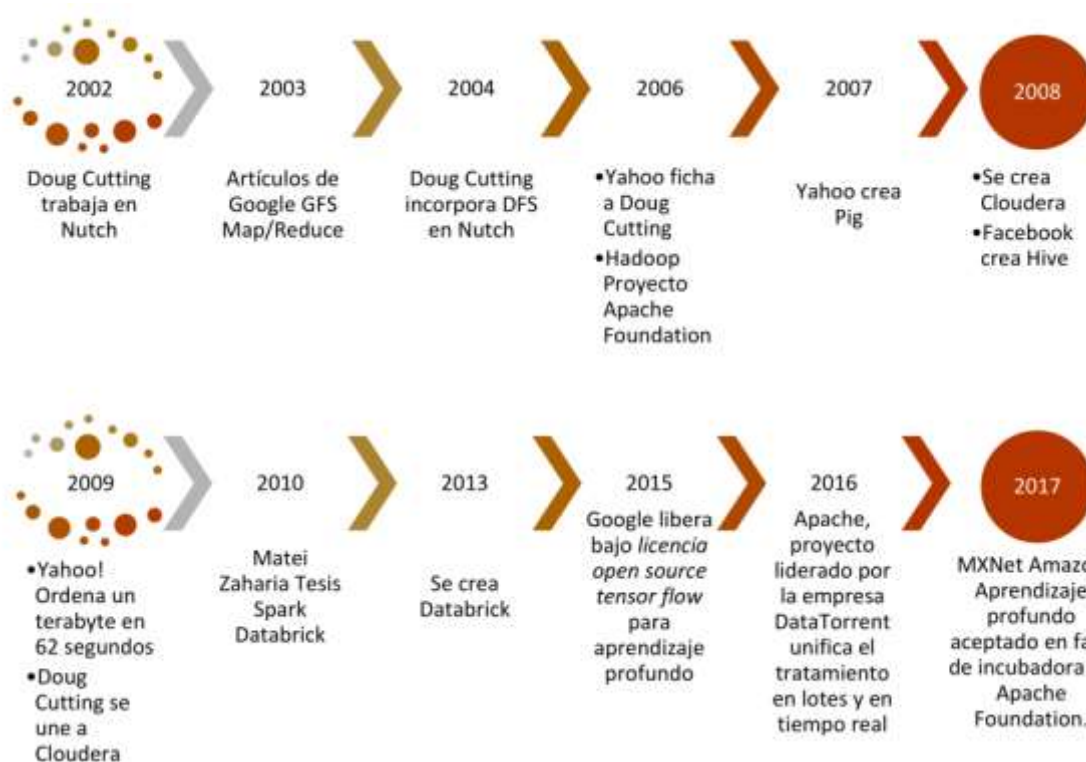 2002
Doug Cutting
trabaja en
Nutch
2003
Artículos de
Google GFS
Map/Reduce
2004
Doug Cutting
incorpora DFS
en Nutch
2006
•Yahoo ficha
a Doug
Cutting
•Hadoop
Proyecto
Apache
Foundation
2007
Yahoo crea
Pig
2008
•Se crea
Cloudera
•Facebook
crea Hive
2009
•Yahoo!
Ordena un
terabyte en
62 segundos
•Doug
Cutting se
une a
Cloudera
2010
Matei
Zaharia Tesis
Spark
Databrick
2013
Se crea
Databrick
2015
Google libera
bajo licencia
open source
tensor flow
para
aprendizaje
profundo
2016
Apache,
proyecto
liderado por
la empresa
DataTorrent
unifica el
tratamiento
en lotes y en
tiempo real
2017
MXNet
Aprendizaje
profundo
aceptado en
de incubadora
Apache
Foundation.